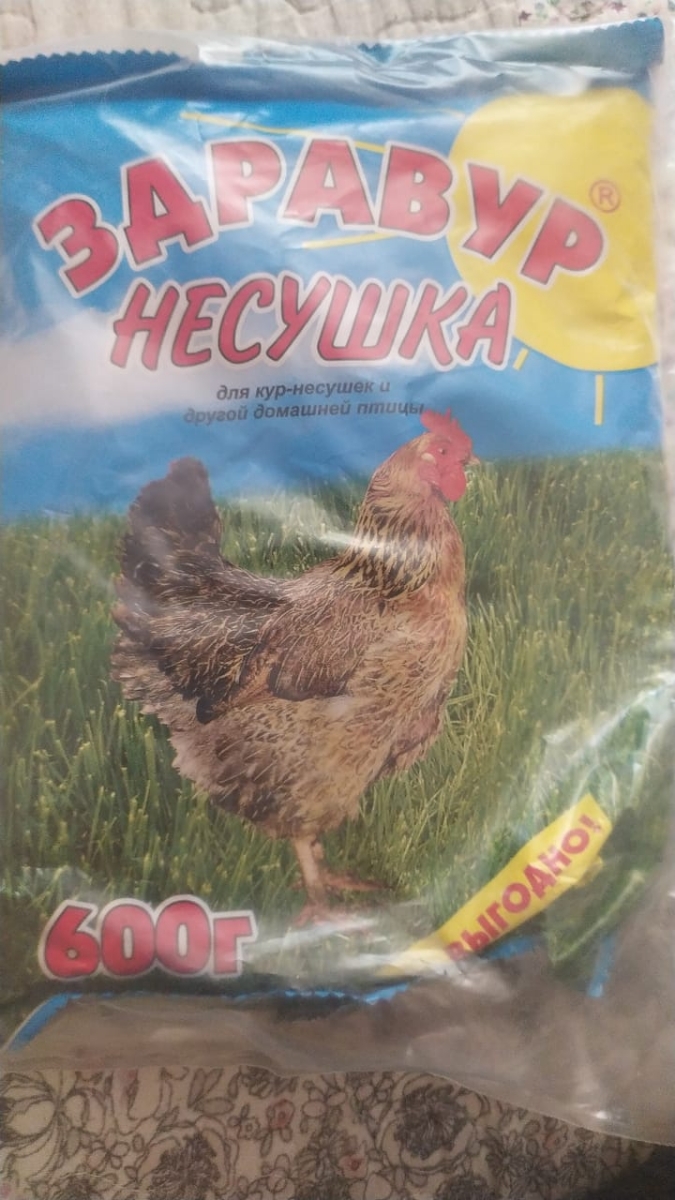 ЗДРАВУР®
НЕСУШКА
для кур-несушек и
другой домашней птицы
600г
ВЫГОДНО!